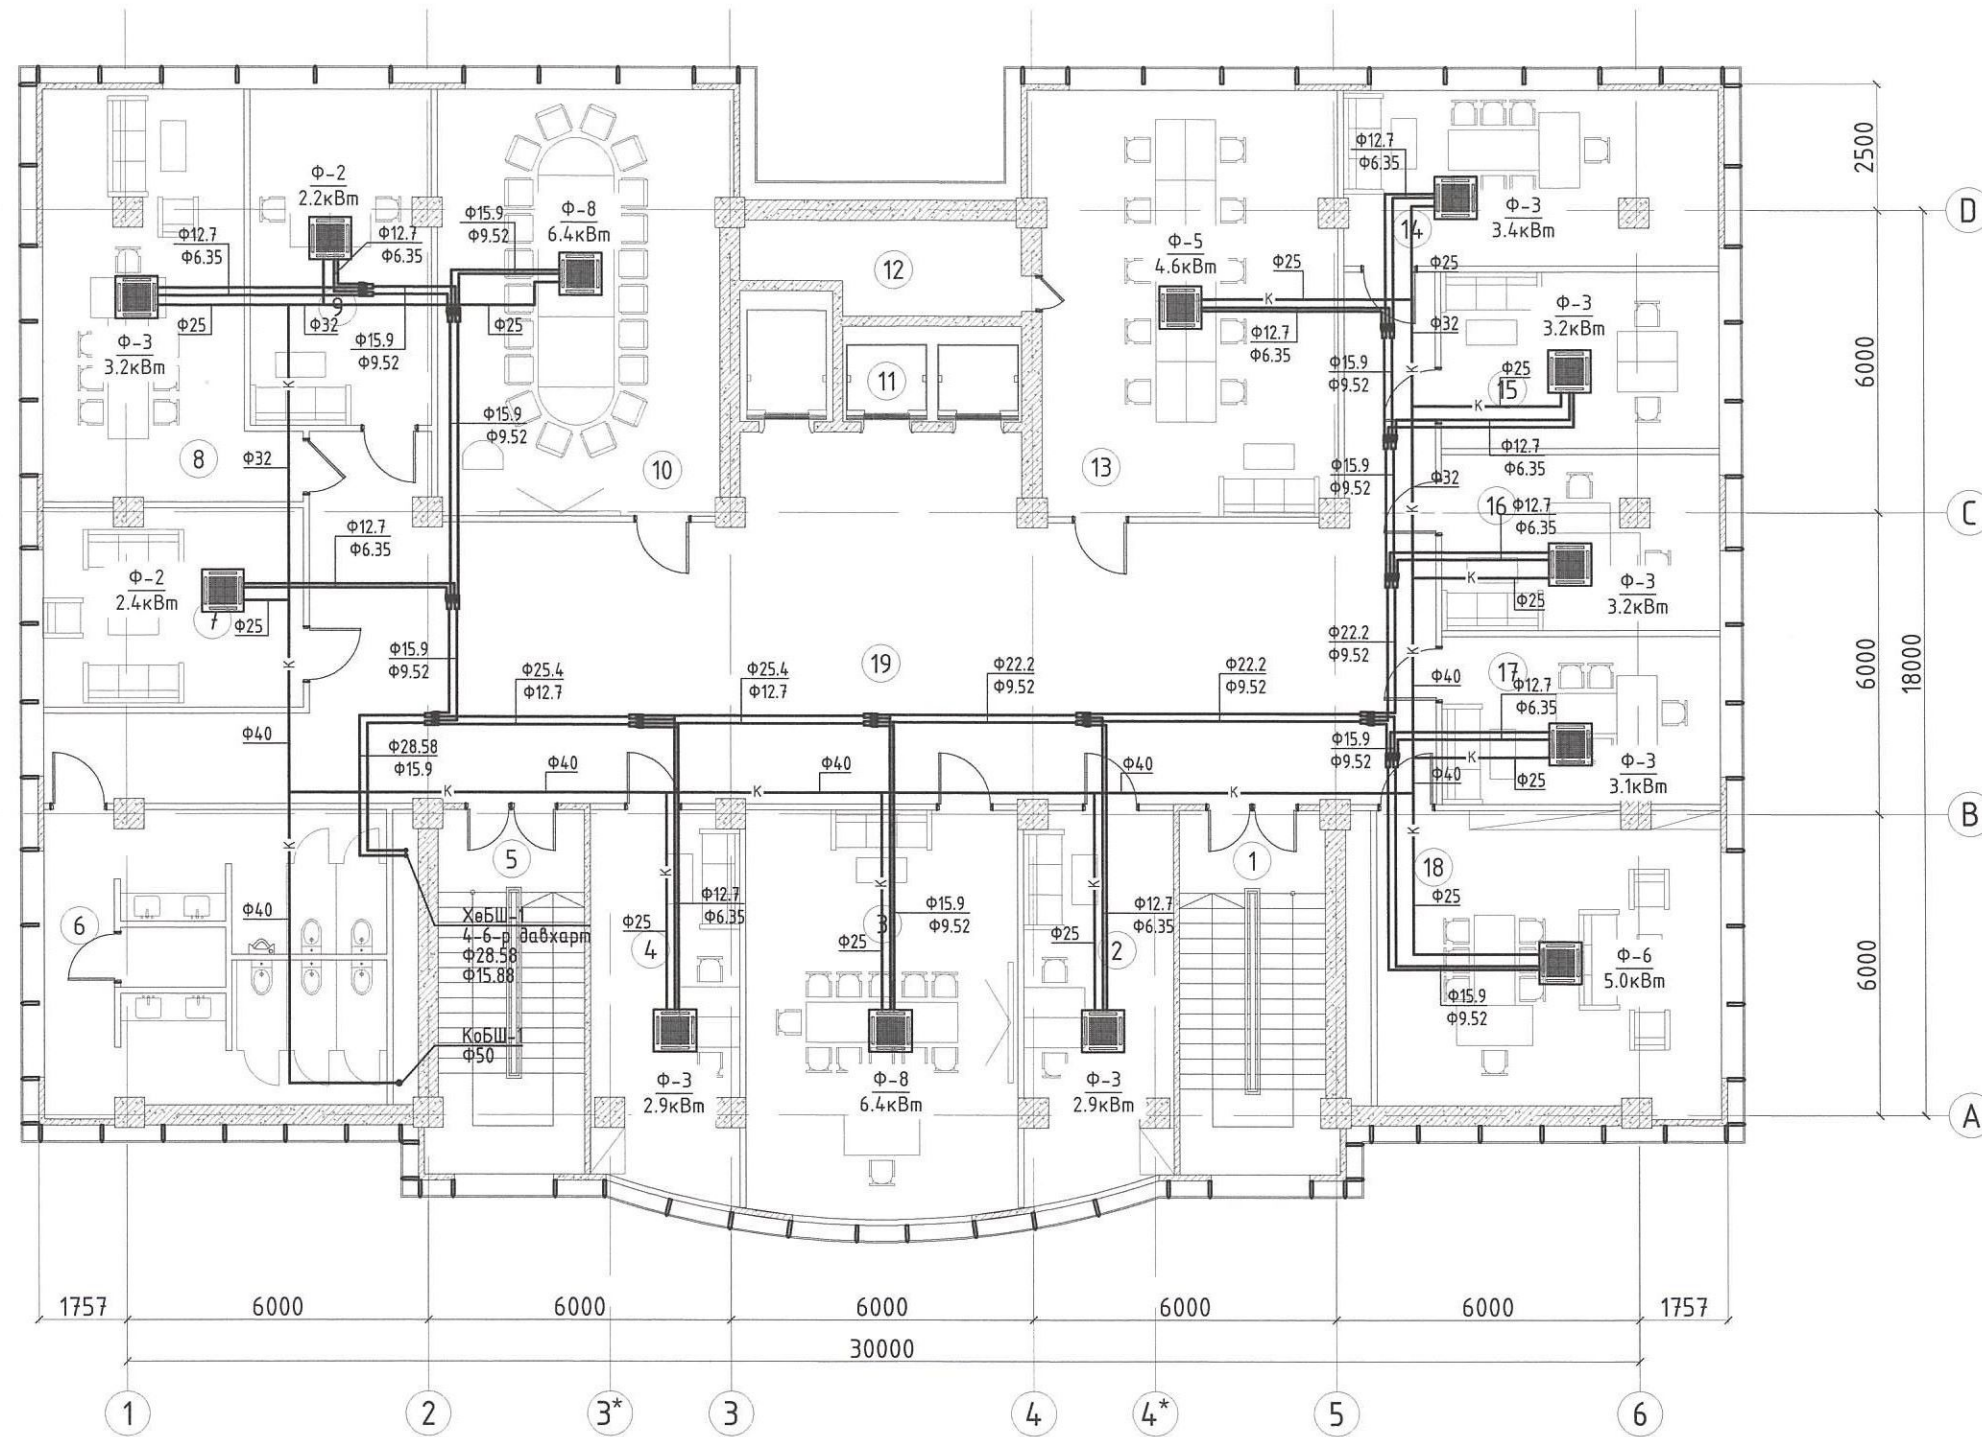 Ф-2
2.2кВт
Ф12.7
Ф6.35
Ф12.7
Ф6.35
Ф15.9
Ф9.52
Ф-8
6.4кВт
Ф-3
3.2кВт
Ф25
9
Ф32
Ф15.9
Ф9.52
Ф25
К
Ф32
8
Ф15.9
Ф9.52
10
12
11
Ф-5
4.6кВт
Ф25
К
Ф12.7
Ф6.35
13
Ф12.7
Ф6.35
Ф-3
3.4кВт
14
Ф25
Ф32
Ф-3
3.2кВт
Ф15.9
Ф9.52
К
Ф25
15
К
Ф12.7
Ф6.35
Ф15.9
Ф9.52
Ф32
К
16
Ф12.7
Ф6.35
К
Ф25
Ф-3
3.2кВт
Ф-2
2.4кВт
7
Ф25
Ф12.7
Ф6.35
К
Ф15.9
Ф9.52
Ф25.4
Ф12.7
Ф25.4
Ф12.7
19
Ф22.2
Ф9.52
Ф22.2
Ф9.52
Ф22.2
Ф9.52
К
Ф40
17
Ф12.7
Ф6.35
Ф15.9
Ф9.52
Ф40
К
Ф25
Ф-3
3.1кВт
Ф40
Ф28.58
Ф15.9
Ф40
К
Ф40
К
Ф40
К
К
К
5
1
К
18
Ф25
6
Ф40
ХөБШ-1
4-6-р давхарт
Ф28.58
Ф15.88
КоБШ-1
Ф50
К
Ф12.7
Ф6.35
Ф25
4
К
Ф15.9
Ф9.52
3
Ф25
К
Ф12.7
Ф6.35
Ф25
2
Ф-6
5.0кВт
Ф15.9
Ф9.52
Ф-3
2.9кВт
Ф-8
6.4кВт
Ф-3
2.9кВт
2500
6000
6000
6000
18000
D
C
B
A
1757
6000
6000
6000
6000
6000
1757
30000
1
2
3*
3
4
4*
5
6